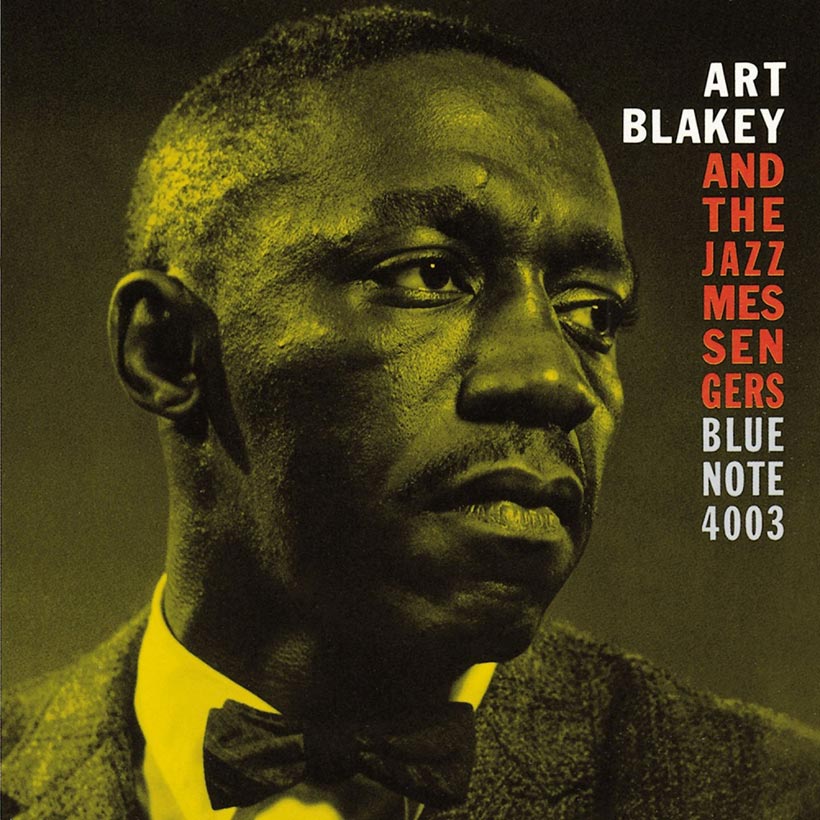 ART
BLAKEY
AND
THE
JAZZ
MES
SEN
GERS
BLUE
NOTE
4003